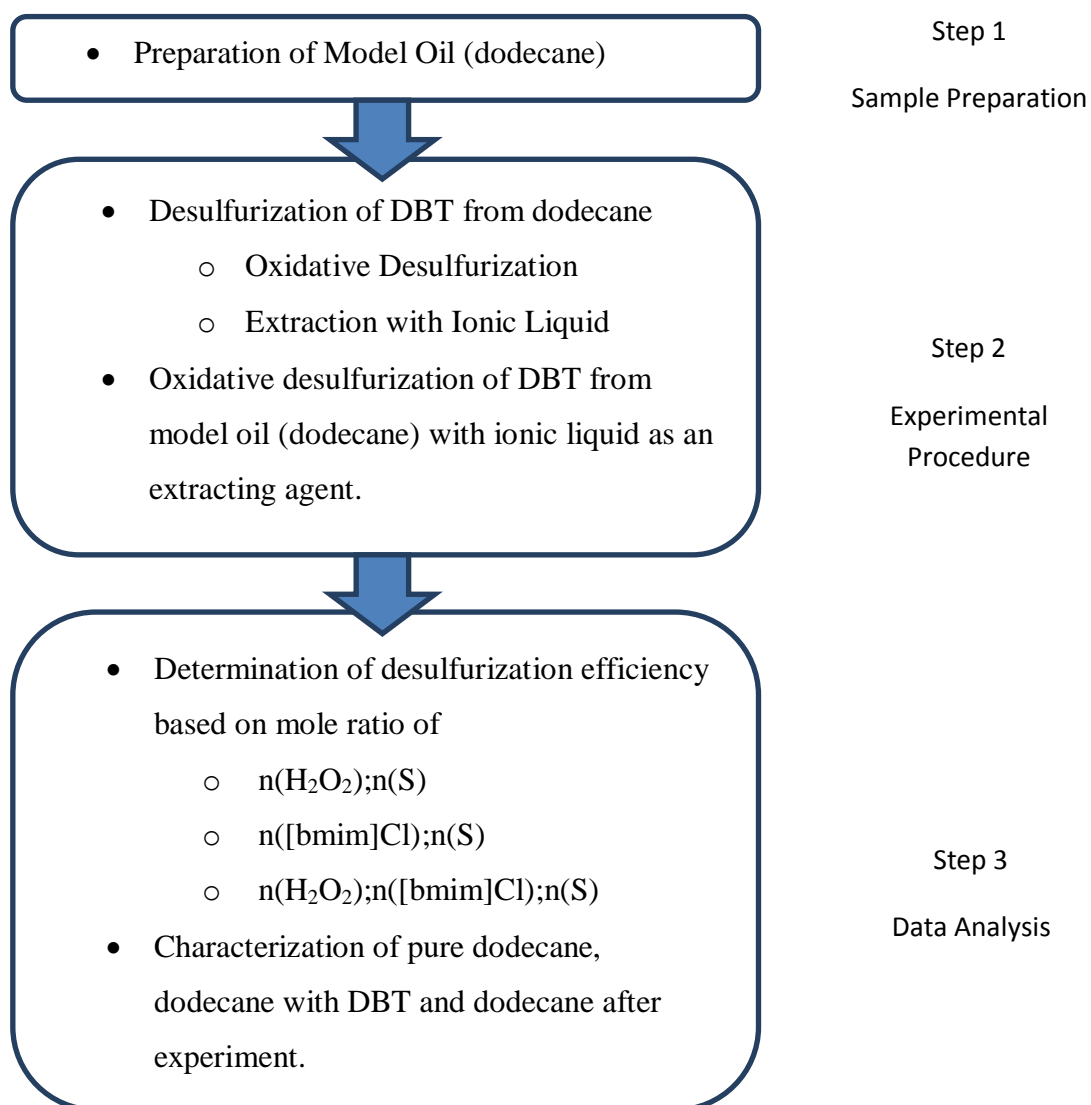 • Preparation of Model Oil (dodecane)
Step 1
Sample Preparation
• Desulfurization of DBT from dodecane
o Oxidative Desulfurization
o Extraction with Ionic Liquid
• Oxidative desulfurization of DBT from
model oil (dodecane) with ionic liquid as an
extracting agent.
Step 2
Experimental
Procedure
• Determination of desulfurization efficiency
based on mole ratio of
o n(H₂O₂);n(S)
o n([bmim]Cl);n(S)
o n(H₂O₂);n([bmim]Cl);n(S)
• Characterization of pure dodecane,
dodecane with DBT and dodecane after
experiment.
Step 3
Data Analysis